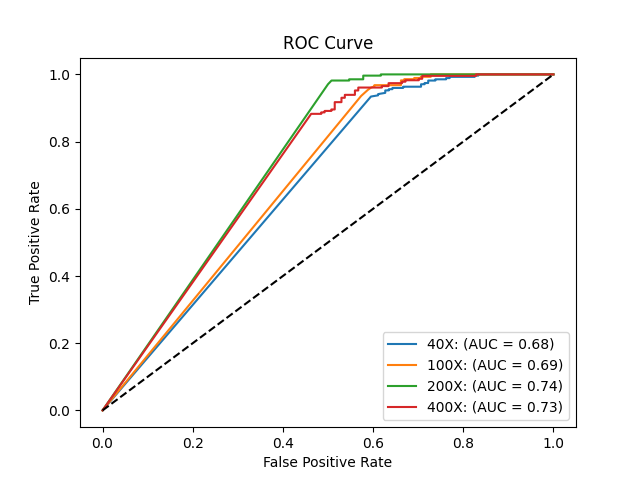 ROC Curve
1.0
0.8
0.6
0.4
0.2
0.0
True Positive Rate
40X: (AUC = 0.68)
100X: (AUC = 0.69)
200X: (AUC = 0.74)
400X: (AUC = 0.73)
0.0 0.2 0.4 0.6 0.8 1.0
False Positive Rate